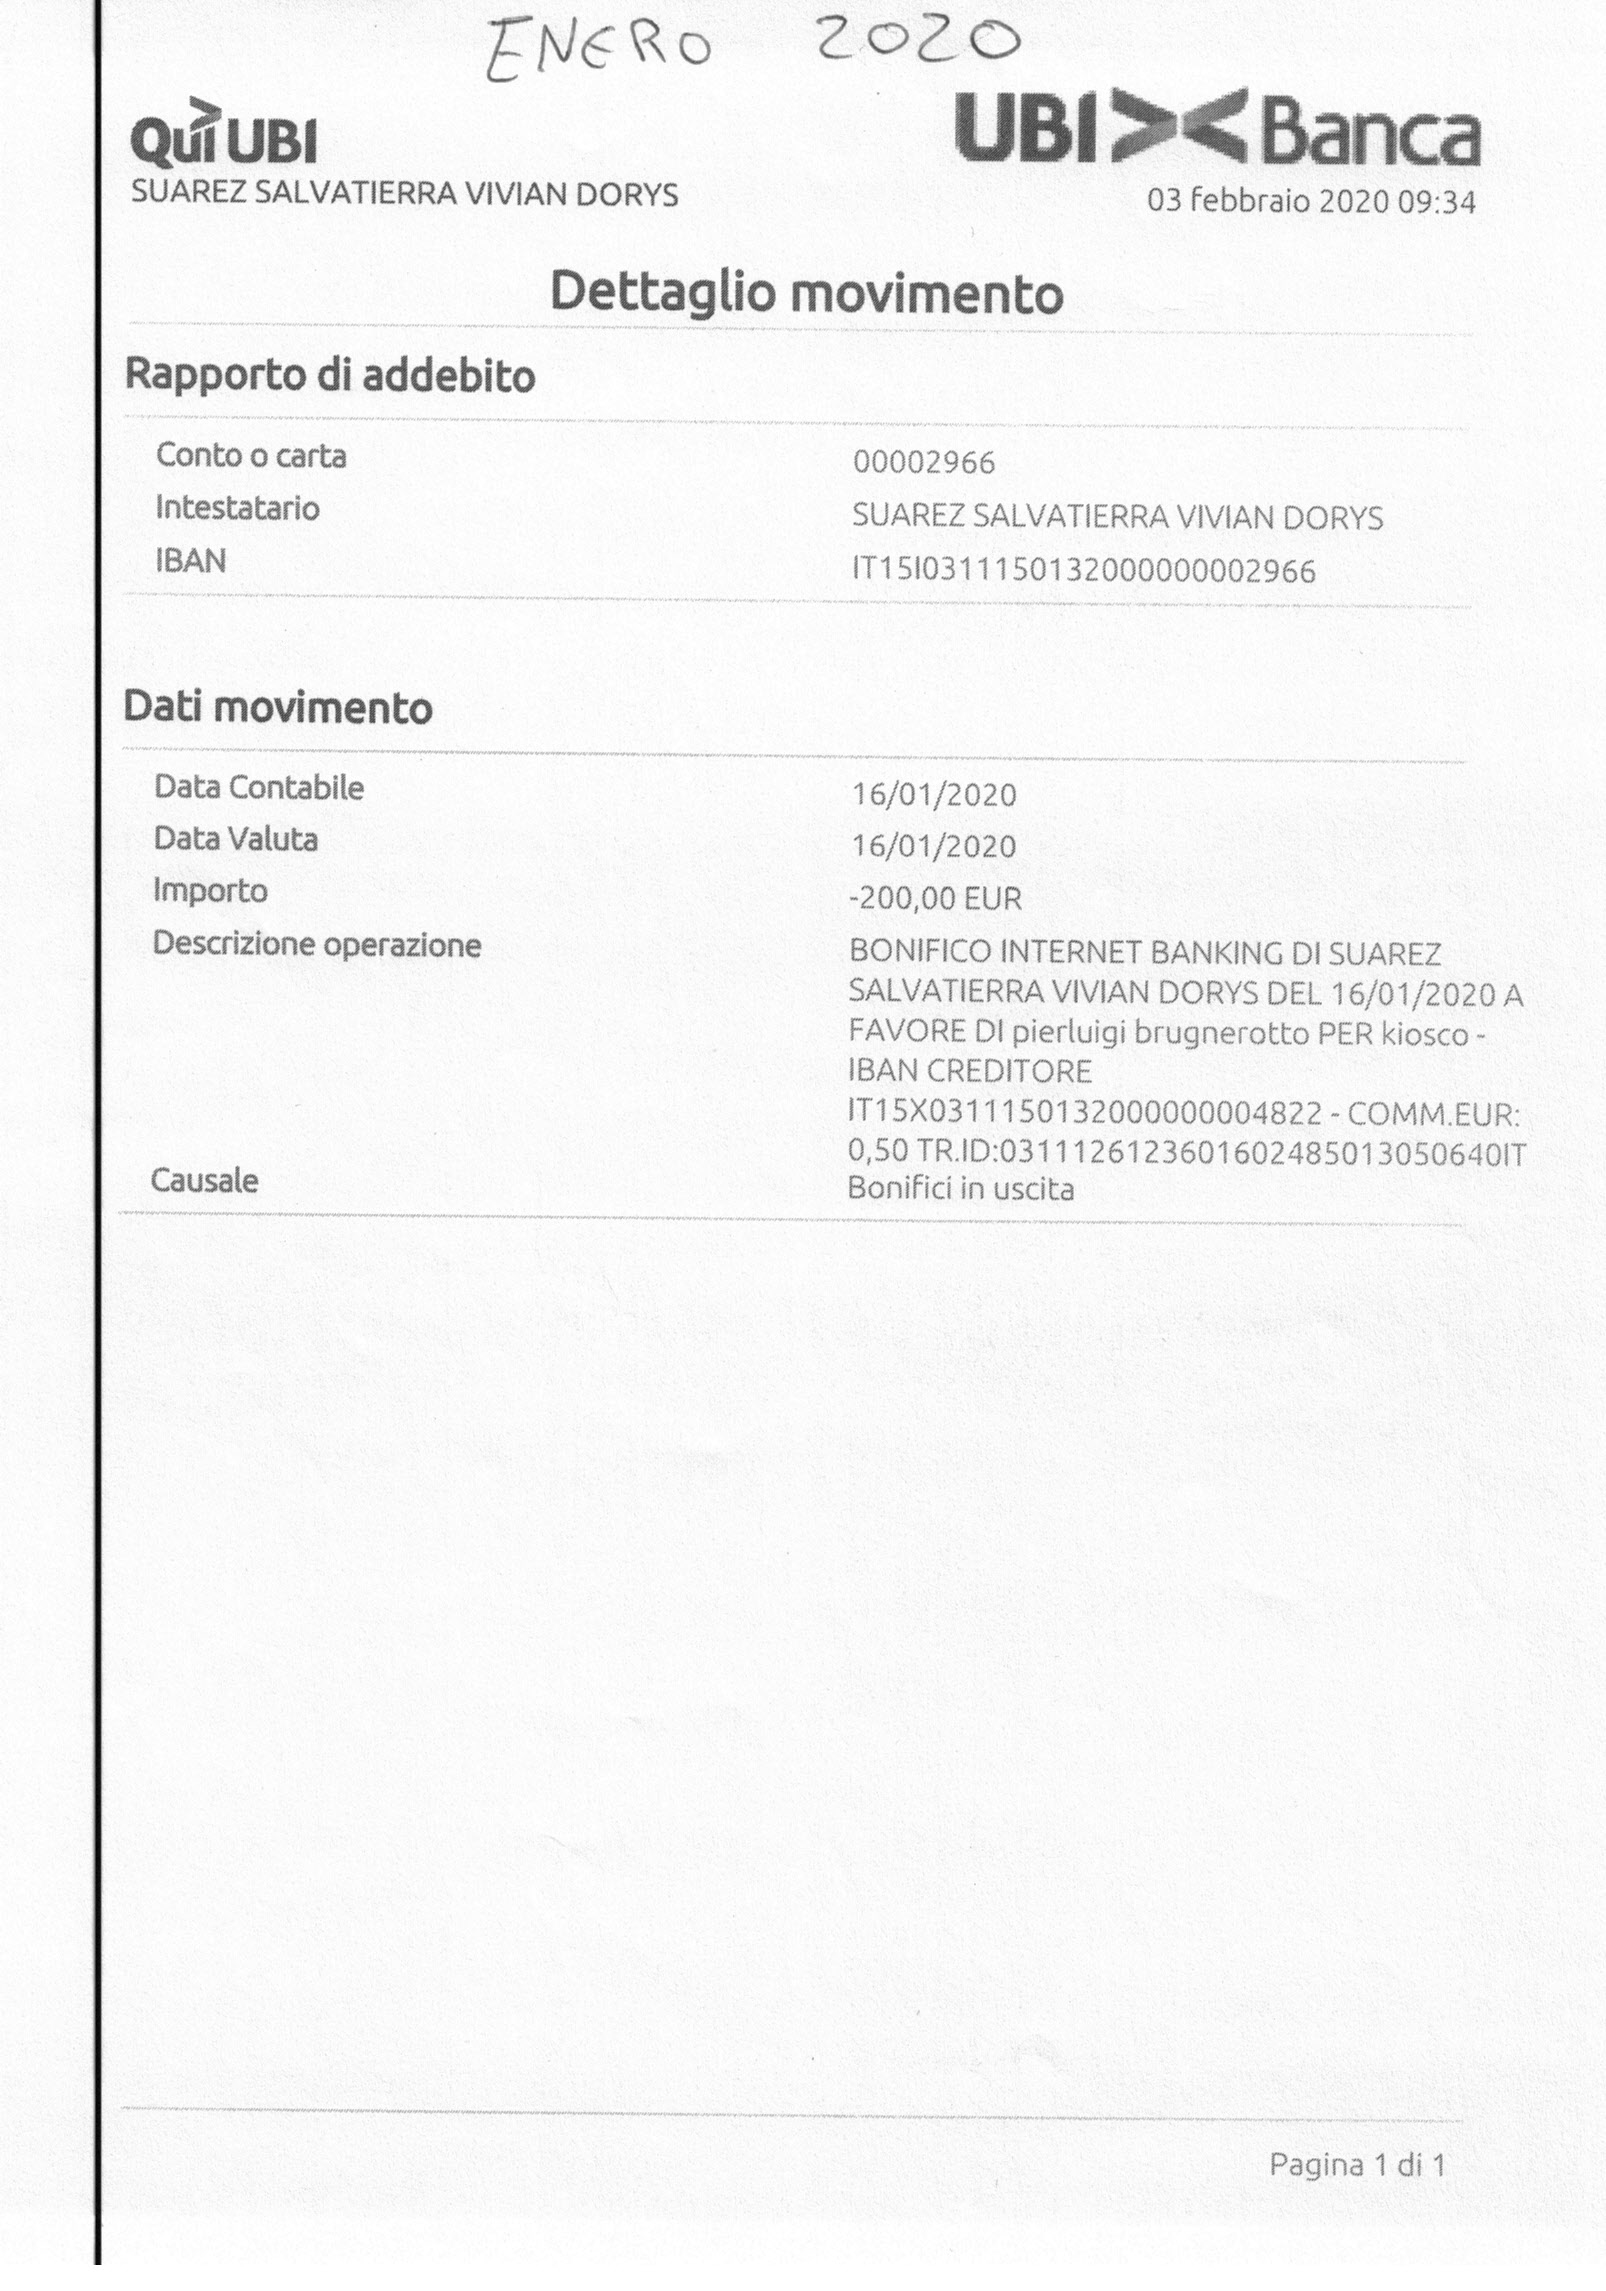 ENERO 2020
Qui UBI
UBI Banca
SUAREZ SALVATIERRA VIVIAN DORYS
03 febbraio 2020 09:34
Dettaglio movimento
Rapporto di addebito
Conto o carta 00002966
Intestatario SUAREZ SALVATIERRA VIVIAN DORYS
IBAN IT15I0311150132000000002966
Dati movimento
Data Contabile 16/01/2020
Data Valuta 16/01/2020
Importo -200,00 EUR
Descrizione operazione BONIFICO INTERNET BANKING DI SUAREZ
SALVATIERRA VIVIAN DORYS DEL 16/01/2020 A
FAVORE DI pierluigi brugnerotto PER kiosco -
IBAN CREDITORE
IT15X0311150132000000004822 - COMM.EUR:
0,50 TR.ID:0311126123601602485013050640IT
Causale Bonifici in uscita
Pagina 1 di 1